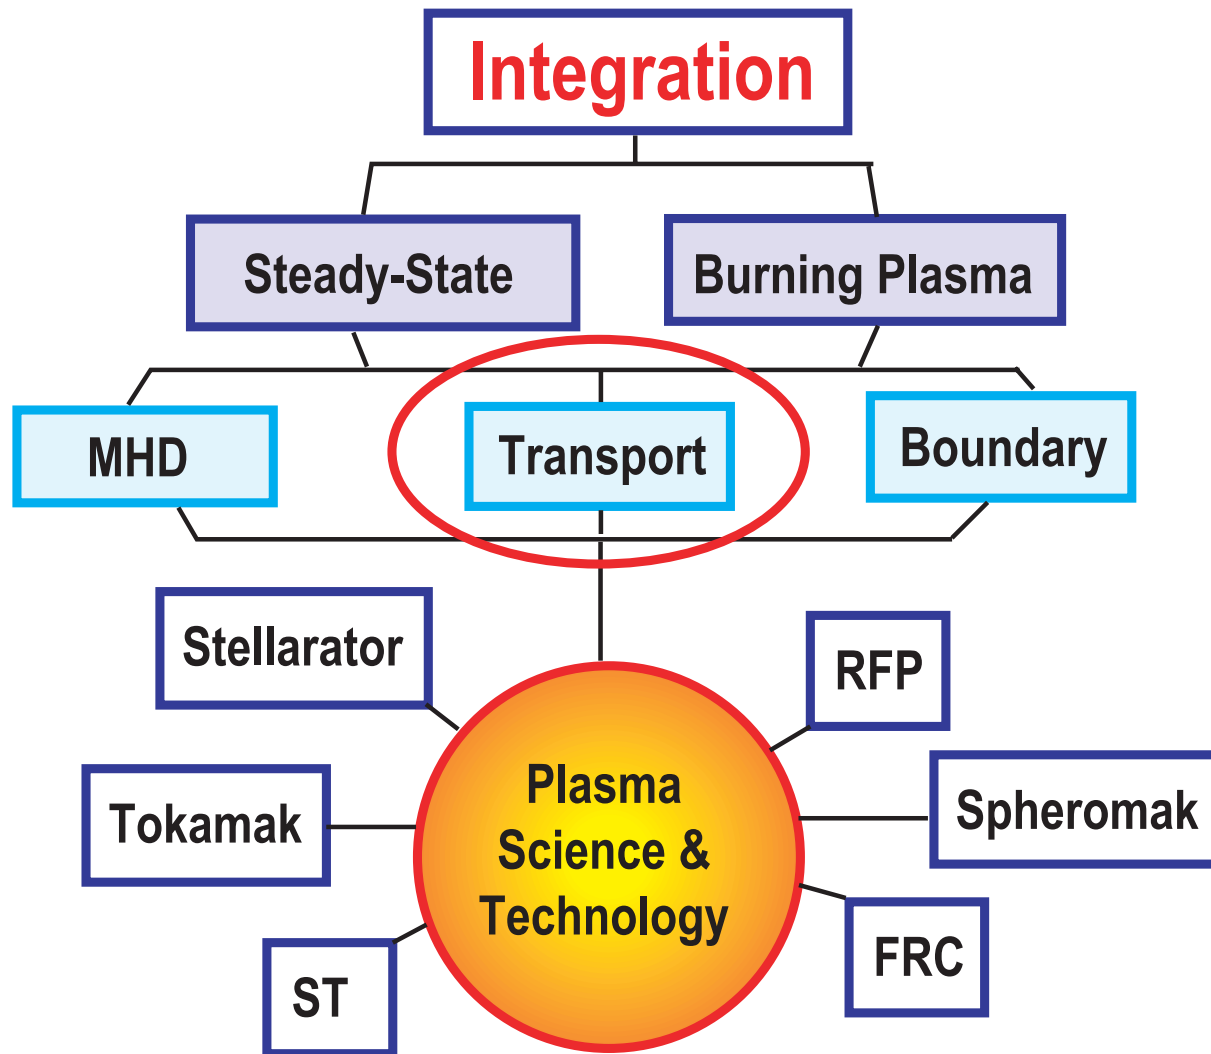 Integration
Steady-State
Burning Plasma
MHD
Transport
Boundary
Stellarator
RFP
Tokamak
Plasma
Science &
Technology
Spheromak
ST
FRC